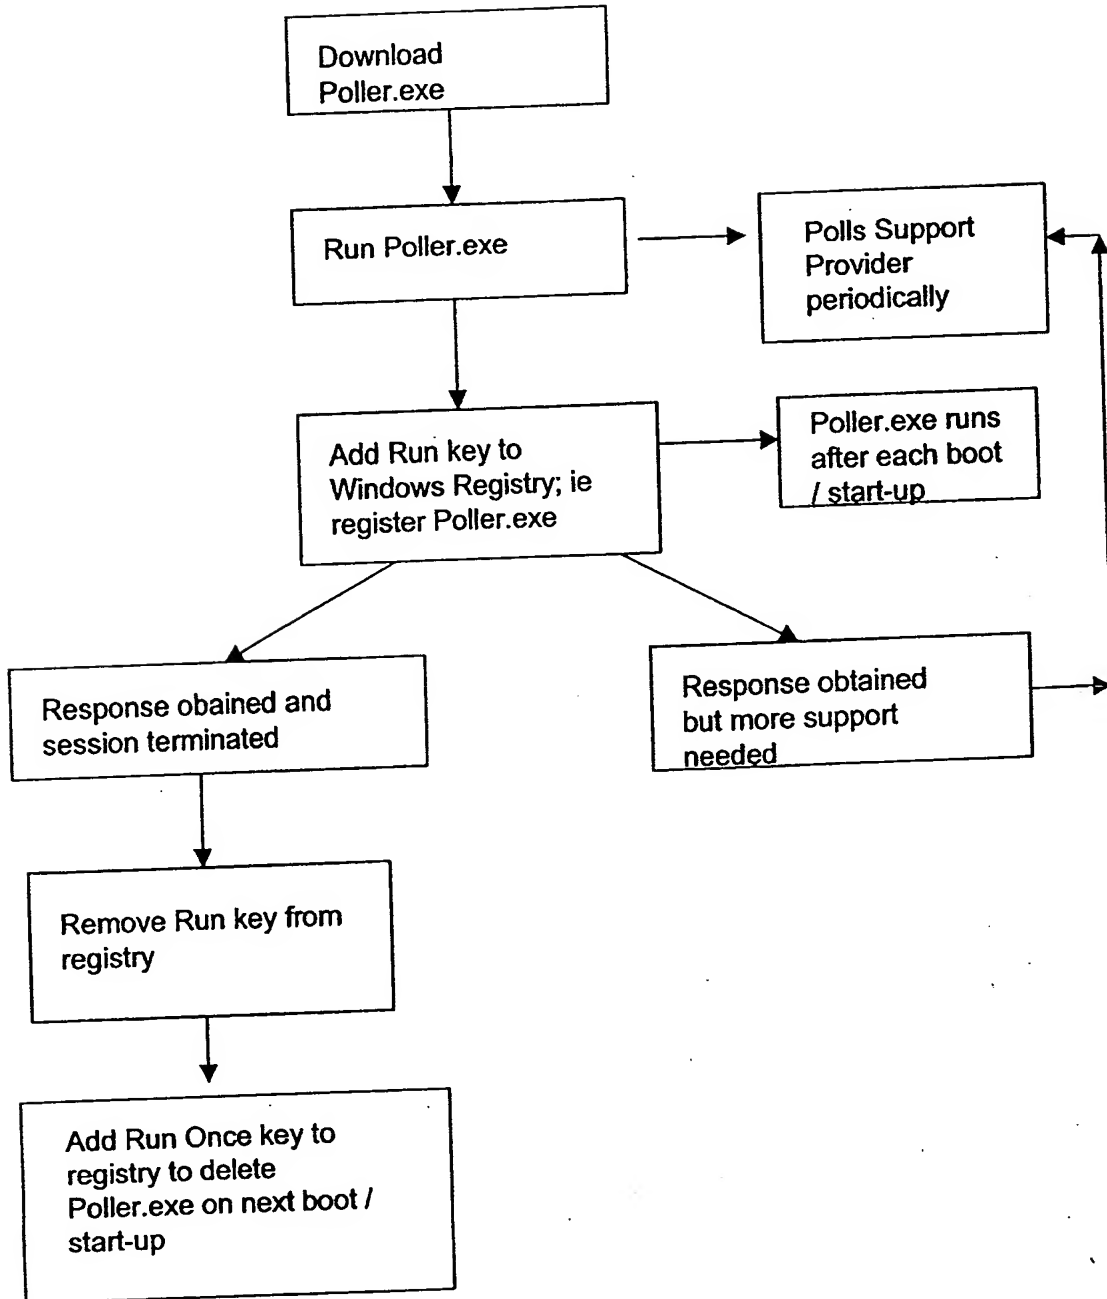 Download
Poller.exe
Run Poller.exe
Polls Support
Provider
periodically
Add Run key to
Windows Registry; ie
register Poller.exe
Poller.exe runs
after each boot
/ start-up
Response obained and
session terminated
Response obtained
but more support
needed
Remove Run key from
registry
Add Run Once key to
registry to delete
Poller.exe on next boot /
start-up